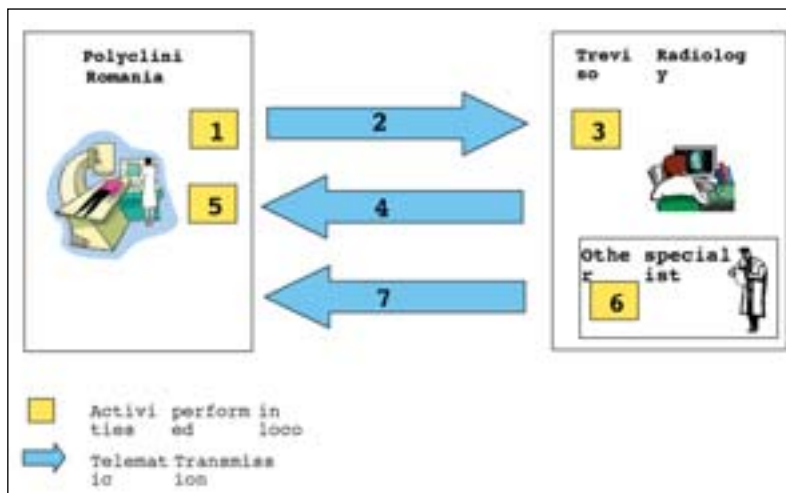 Polyclini
Romania
1
2
5
4
7
Trevi Radiolog
so y
3
Othe special
r ist
6
Activi perform in
ties ed loco
Telemat Transmiss
ic ion